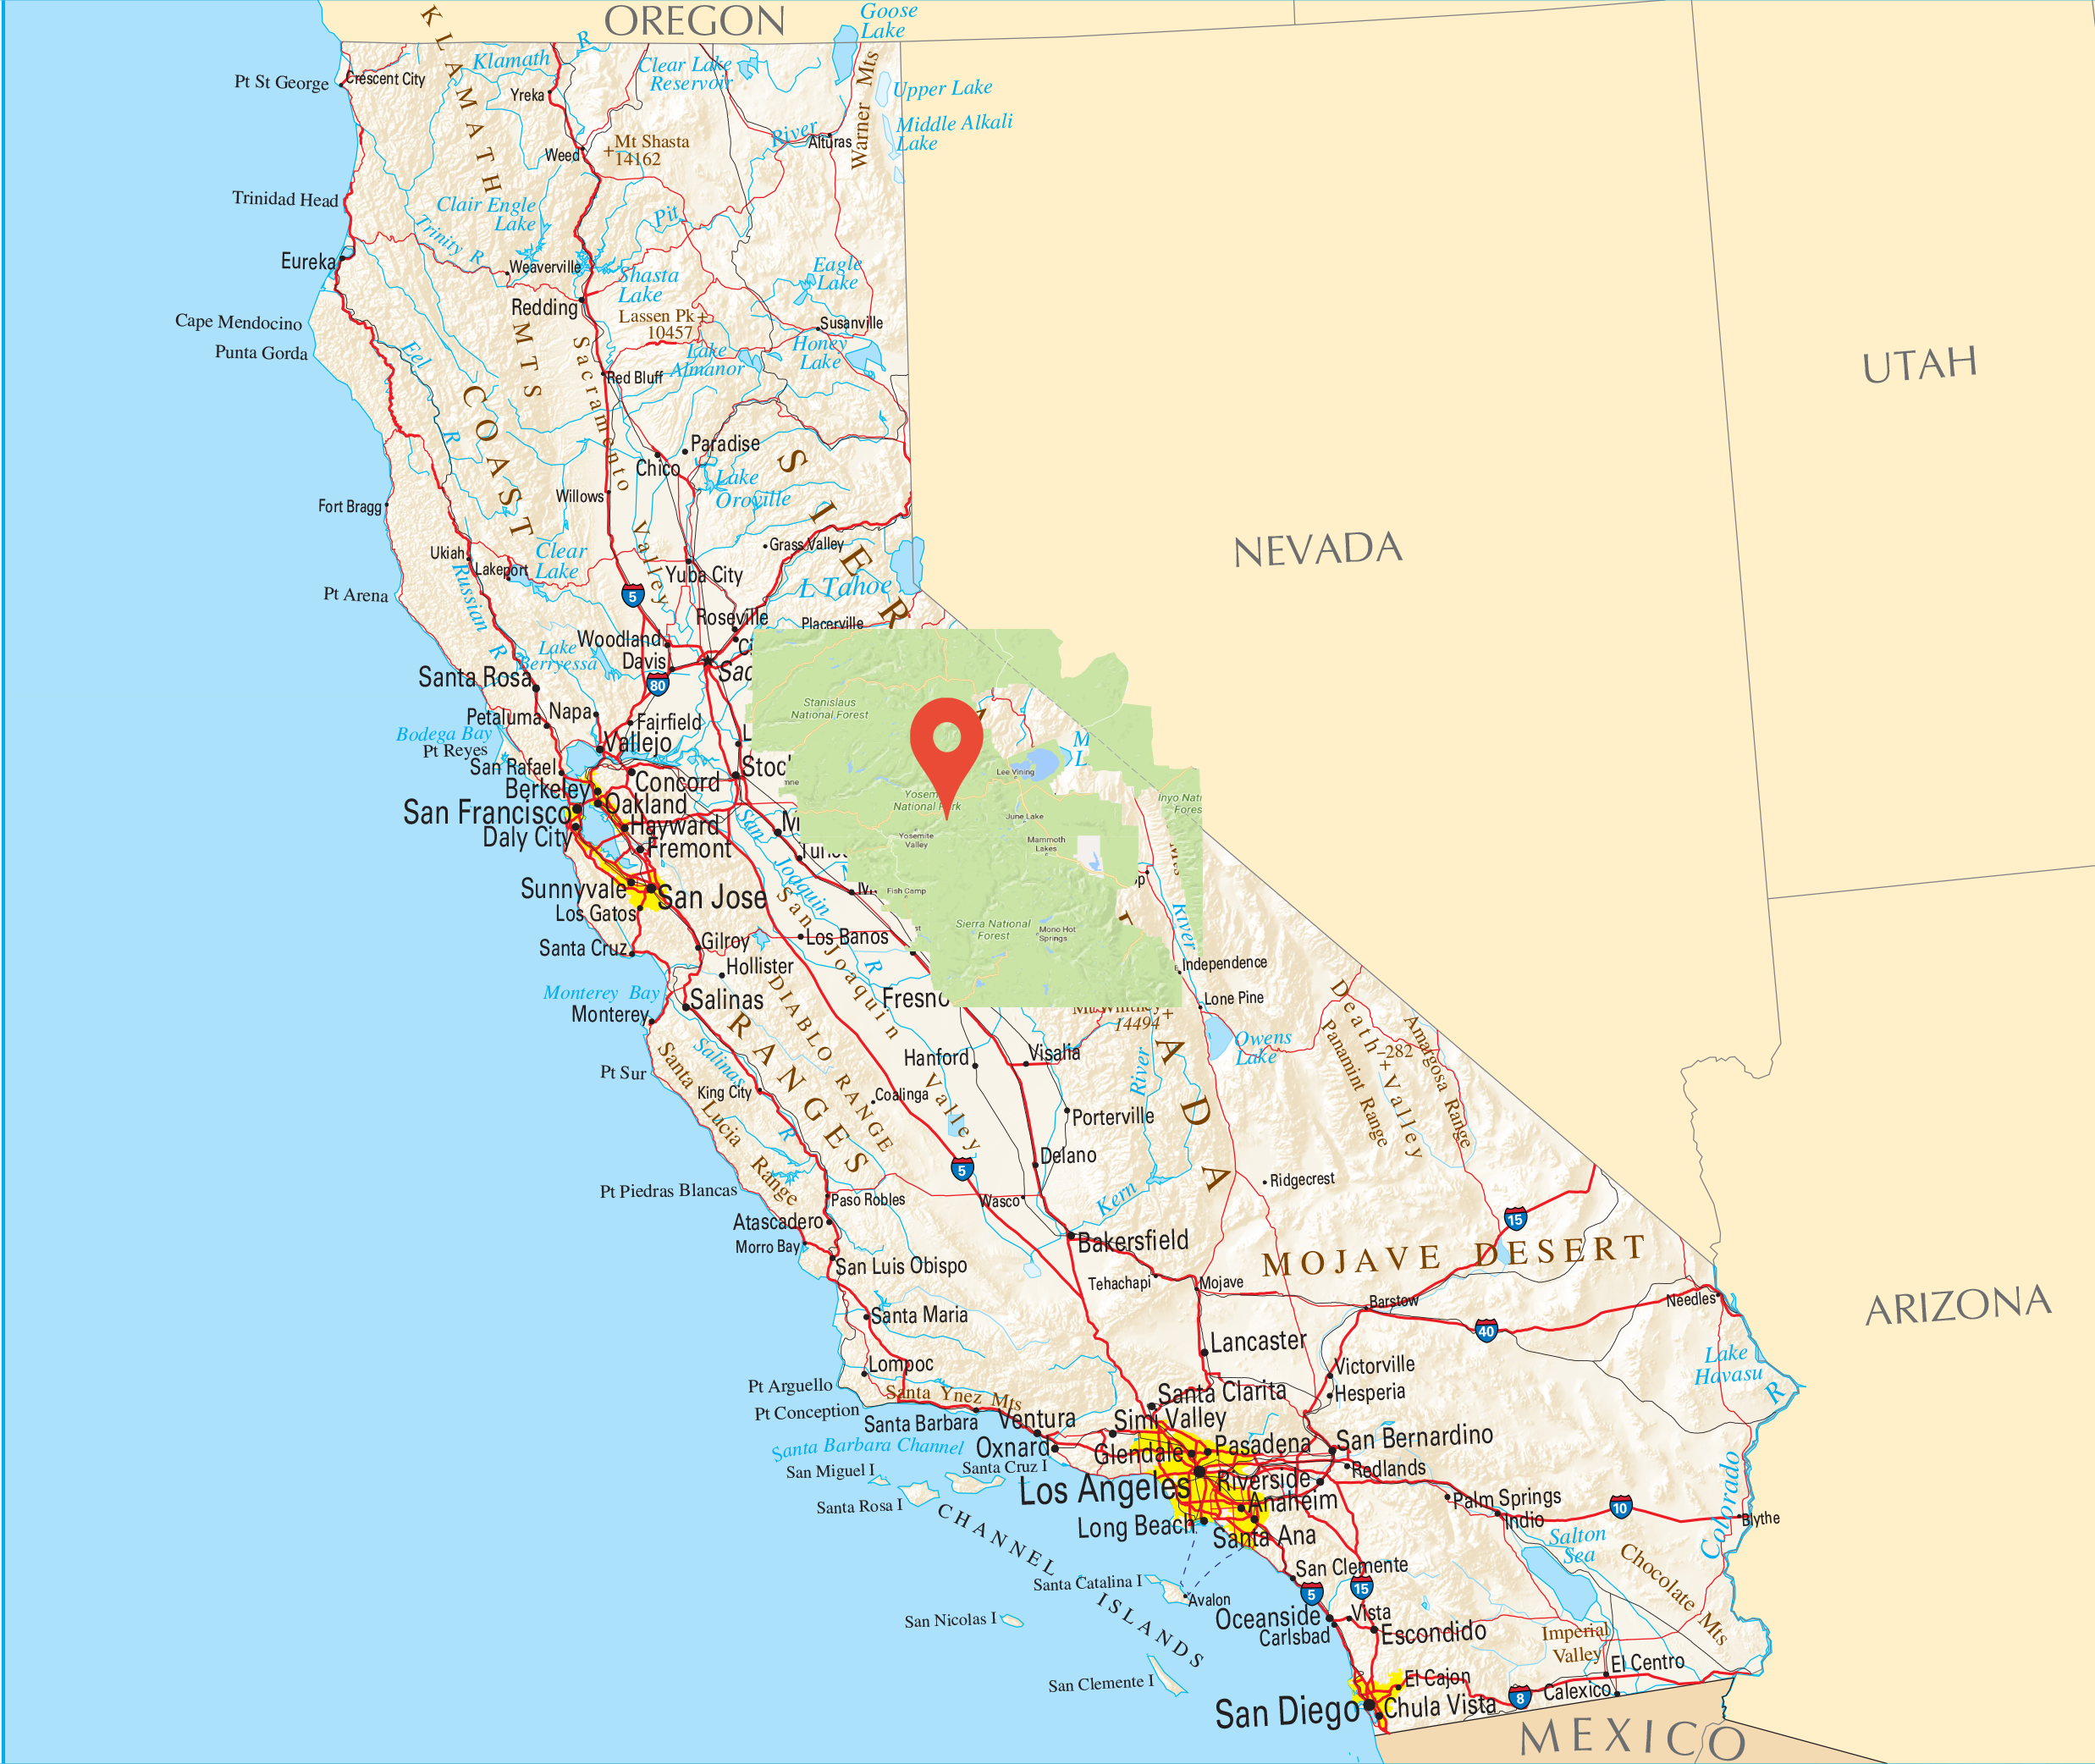 OREGON
Goose
Lake
KLAMATH
MTS
Klamath
R
Clear Lake
Reservoir
Warner Mts
Upper Lake
Middle Alkali
Lake
Pt St George
Crescent City
Yreka
River
Alturas
Weed
Mt Shasta
14162
Trinidad Head
Clair Engle
Lake
Trinity R
Pit
Eureka
Weaverville
Shasta
Lake
Eagle
Lake
Redding
Cape Mendocino
Punta Gorda
Lassen Pk
10457
Susanville
Honey
Lake
Lake
Almanor
Red Bluff
Eel
R
COAST
Sacramento
Valley
UTAH
Paradise
Chico
Lake
Oroville
SIER
Willows
Fort Bragg
NEVADA
Grass Valley
Ukiah
Lakeport
Clear
Lake
Yuba City
L Tahoe
Pt Arena
Russian
R
5
Roseville
Placerville
Woodland
Ci
Lake
Berryessa
Davis
Sac
80
Santa Rosa
Stanislaus
National Forest
Petaluma
Napa
Fairfield
Bodega Bay
Pt Reyes
Vallejo
L
A
M
L
San Rafael
Stoc
Concord
Lee Vining
Berkeley
Oakland
Yosem
National Park
Inyo Nati
Fores
San Francisco
Daly City
Hayward
Fremont
June Lake
Yosemite
Valley
Mammoth
Lakes
Mts
San
Joaquin
R
Sunnyvale
San Jose
Fish Camp
p
Los Gatos
San Joaquin
Valley
River
Santa Cruz
Gilroy
Los Banos
Sierra National
Forest
Mono Hot
Springs
st
Hollister
Independence
Monterey Bay
Salinas
Fresno
Lone Pine
Monterey
DIABLO RANGE
RANGES
Mt Whitney
14494
Owens
Lake
Death Valley
-282
Amargosa Range
Panamint Range
Pt Sur
Salinas
R
Santa Lucia Range
Hanford
Visalia
River
ADA
King City
Coalinga
Porterville
5
Delano
Pt Piedras Blancas
Paso Robles
Wasco
Kern
Ridgecrest
Atascadero
Morro Bay
15
Bakersfield
MOJAVE DESERT
San Luis Obispo
Tehachapi
Mojave
Barstow
Needles
ARIZONA
Santa Maria
40
Lancaster
Lompoc
Victorville
Hesperia
Lake
Havasu
Pt Arguello
Santa Ynez Mts
Santa Clarita
Pt Conception
Santa Barbara
Ventura
Simi Valley
R
Santa Barbara Channel
Oxnard
Glendale
Pasadena
San Bernardino
San Miguel I
Santa Cruz I
Redlands
Los Angeles
Riverside
Santa Rosa I
Anaheim
Palm Springs
10
Colorado
CHANNEL
ISLANDS
Long Beach
Santa Ana
Indio
Blythe
Salton
Sea
San Clemente
Chocolate Mts
Santa Catalina I
Avalon
5
15
San Nicolas I
Oceanside
Vista
Carlsbad
Escondido
Imperial
Valley
San Clemente I
El Cajon
El Centro
San Diego
Chula Vista
8
Calexico
MEXICO